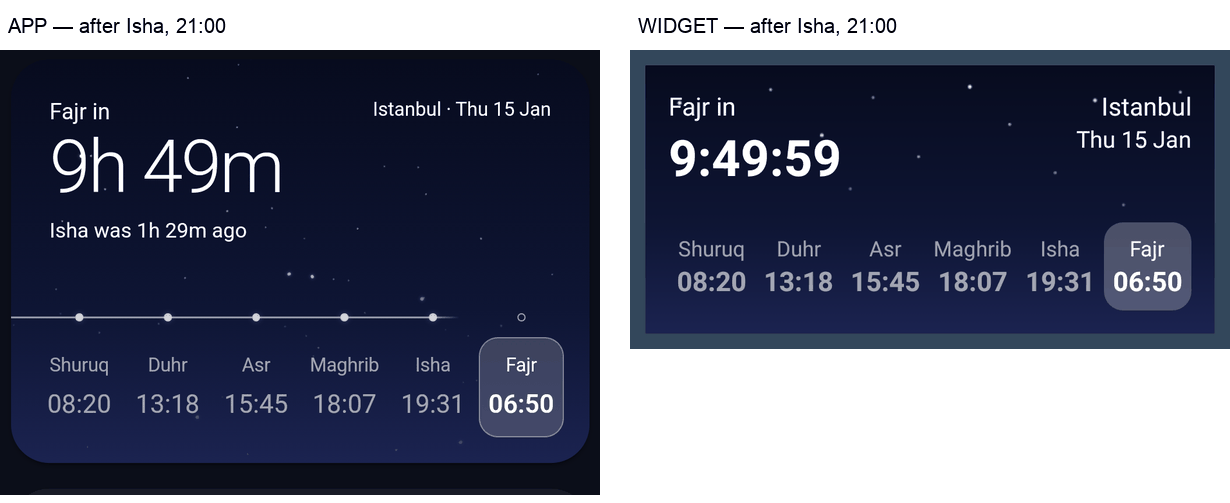 APP — after Isha, 21:00
Fajr in
Istanbul · Thu 15 Jan
9h 49m
Isha was 1h 29m ago
Shuruq Duhr Asr Maghrib Isha Fajr
08:20 13:18 15:45 18:07 19:31 06:50
WIDGET — after Isha, 21:00
Fajr in
Istanbul
9:49:59
Thu 15 Jan
Shuruq Duhr Asr Maghrib Isha Fajr
08:20 13:18 15:45 18:07 19:31 06:50